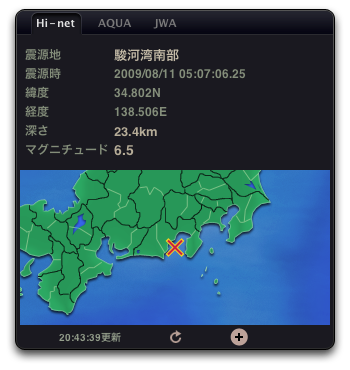 Hi-net AQUA JWA
震源地 駿河湾南部
震源時 2009/08/11 05:07:06.25
緯度 34.802N
経度 138.506E
深さ 23.4km
マグニチュード 6.5
20:43:39更新